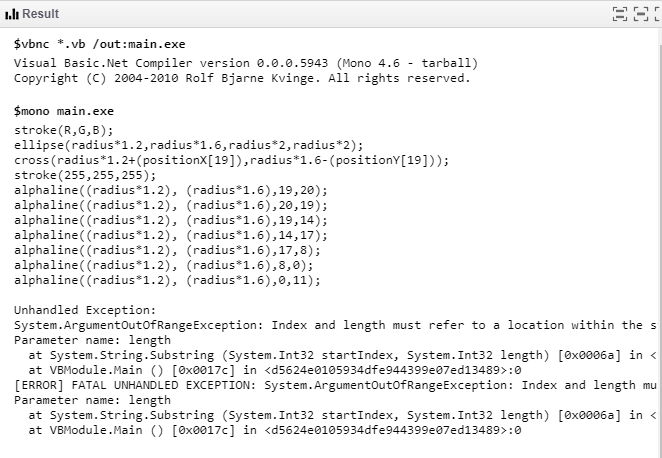 Result
$vbnc *.vb /out:main.exe
Visual Basic.Net Compiler version 0.0.0.5943 (Mono 4.6 - tarball)
Copyright (C) 2004-2010 Rolf Bjarne Kvinge. All rights reserved.
$mono main.exe
stroke(R,G,B);
ellipse(radius*1.2,radius*1.6,radius*2,radius*2);
cross(radius*1.2+(positionX[19]),radius*1.6-(positionY[19]));
stroke(255,255,255);
alphaline((radius*1.2), (radius*1.6),19,20);
alphaline((radius*1.2), (radius*1.6),20,19);
alphaline((radius*1.2), (radius*1.6),19,14);
alphaline((radius*1.2), (radius*1.6),14,17);
alphaline((radius*1.2), (radius*1.6),17,8);
alphaline((radius*1.2), (radius*1.6),8,0);
alphaline((radius*1.2), (radius*1.6),0,11);
Unhandled Exception:
System.ArgumentOutOfRangeException: Index and length must refer to a location within the s
Parameter name: length
  at System.String.Substring (System.Int32 startIndex, System.Int32 length) [0x0006a] in <
  at VBModule.Main () [0x0017c] in <d5624e0105934dfe944399e07ed13489>:0
[ERROR] FATAL UNHANDLED EXCEPTION: System.ArgumentOutOfRangeException: Index and length mu
Parameter name: length
  at System.String.Substring (System.Int32 startIndex, System.Int32 length) [0x0006a] in <
  at VBModule.Main () [0x0017c] in <d5624e0105934dfe944399e07ed13489>:0